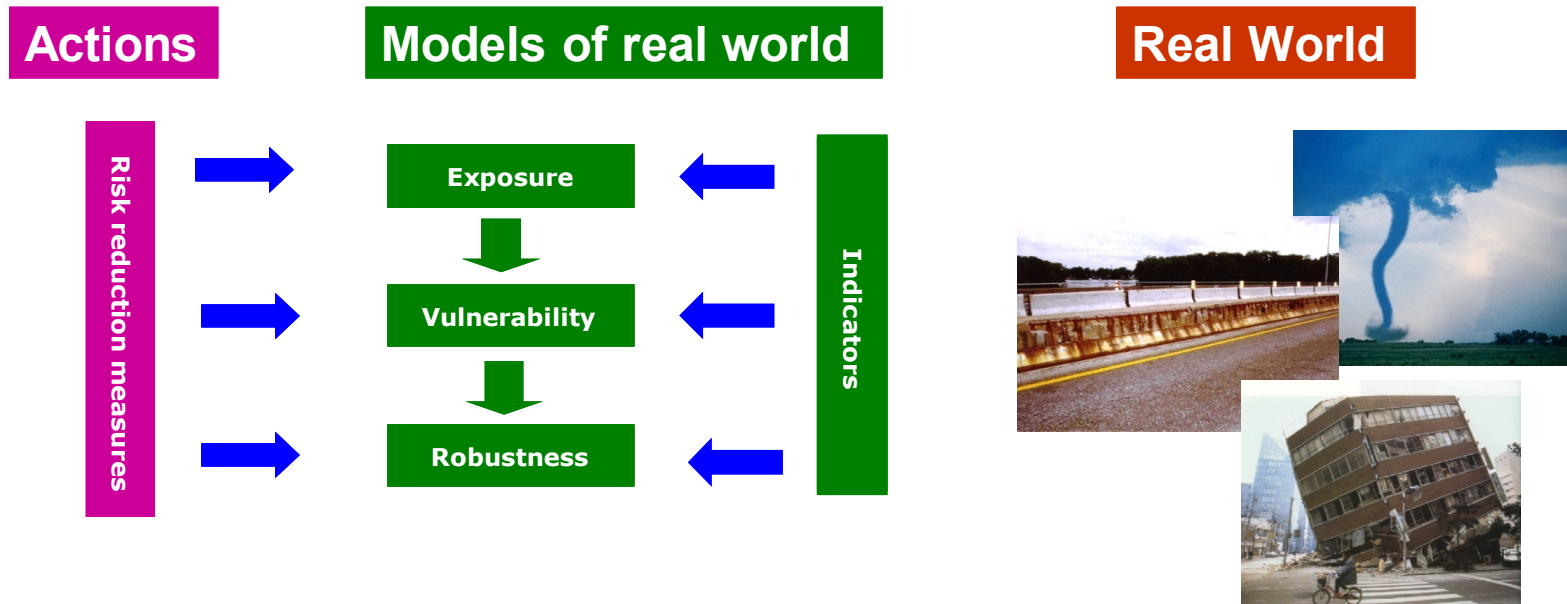 Actions
Models of real world
Real World
Risk reduction measures
Exposure
Vulnerability
Robustness
Indicators